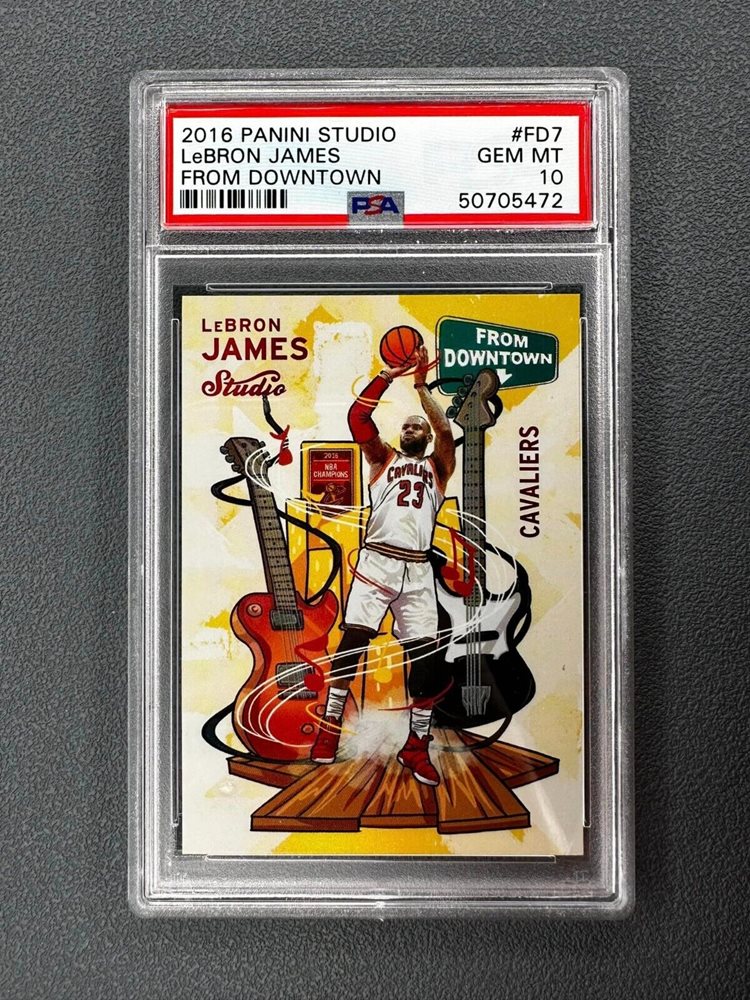 2016 PANINI STUDIO #FD7
LeBRON JAMES GEM MT
FROM DOWNTOWN 10
PSA 50705472
LeBRON
JAMES
Studio
FROM
DOWNTOWN
2016
NBA
CHAMPIONS
CAVALIERS
23
CAVALIERS